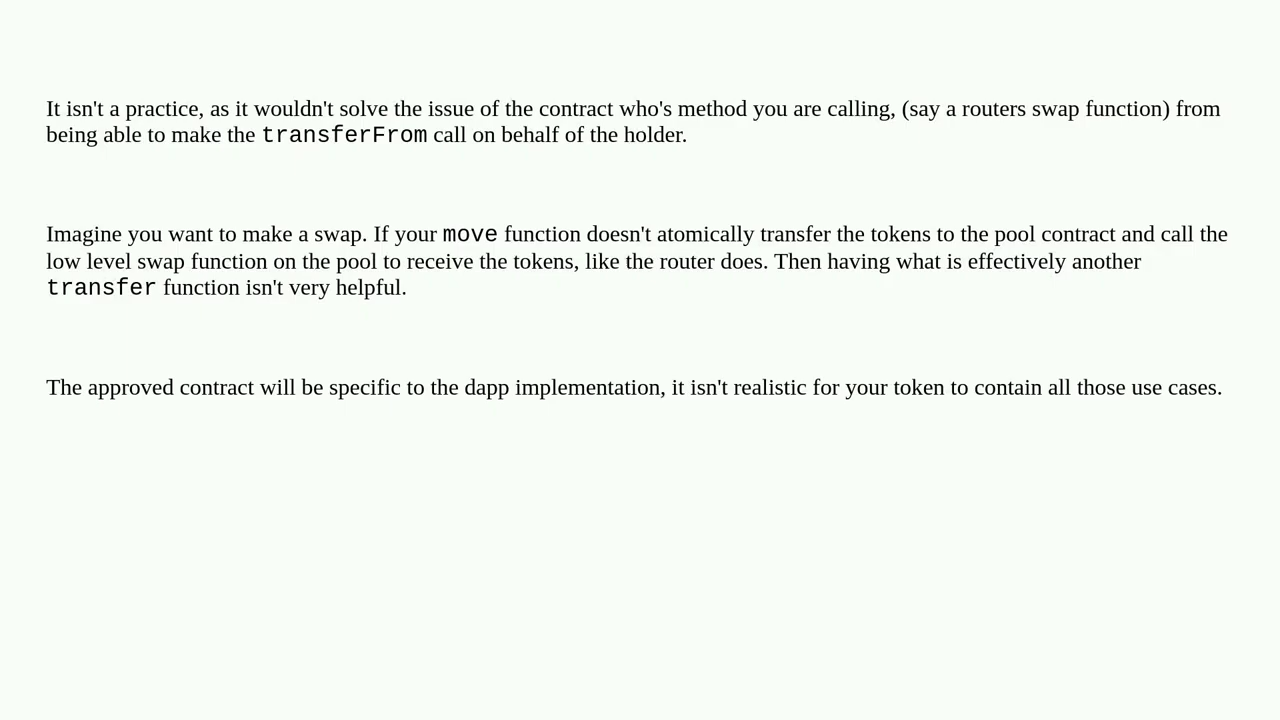 It isn't a practice, as it wouldn't solve the issue of the contract who's method you are calling, (say a routers swap function) from
being able to make the transferFrom call on behalf of the holder.
Imagine you want to make a swap. If your move function doesn't atomically transfer the tokens to the pool contract and call the
low level swap function on the pool to receive the tokens, like the router does. Then having what is effectively another
transfer function isn't very helpful.
The approved contract will be specific to the dapp implementation, it isn't realistic for your token to contain all those use cases.